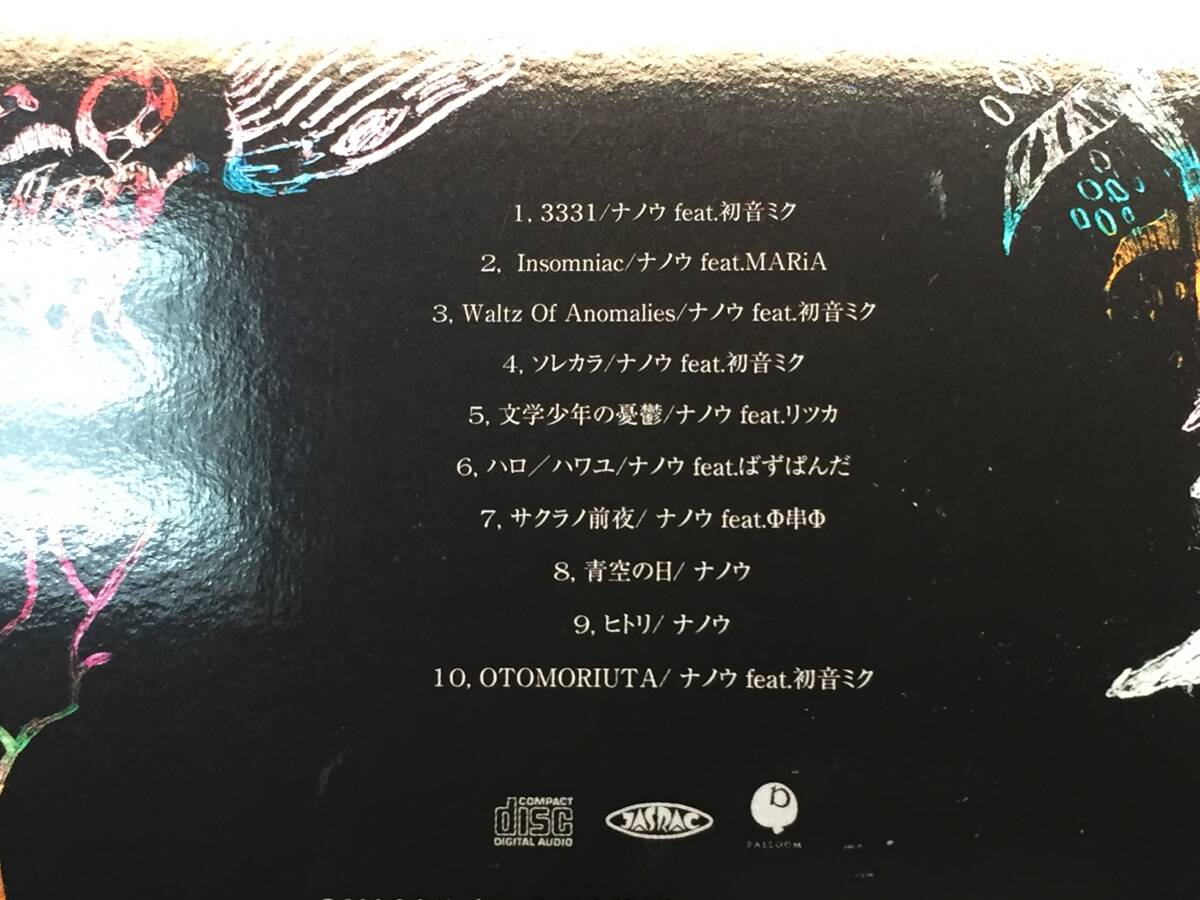 1, 3331/ナノウ feat.初音ミク
2, Insomniac/ナノウ feat.MARiA
3, Waltz Of Anomalies/ナノウ feat.初音ミク
4, ソレカラ/ナノウ feat.初音ミク
5, 文学少年の憂鬱/ナノウ feat.リツカ
6, ハロ／ハワユ/ナノウ feat.ばずぱんだ
7, サクラノ前夜/ ナノウ feat.Φ串Φ
8, 青空の日/ ナノウ
9, ヒトリ/ ナノウ
10, OTOMORIUTA/ ナノウ feat.初音ミク
COMPACT
disc
DIGITAL AUDIO
JASRAC
BALLOOM